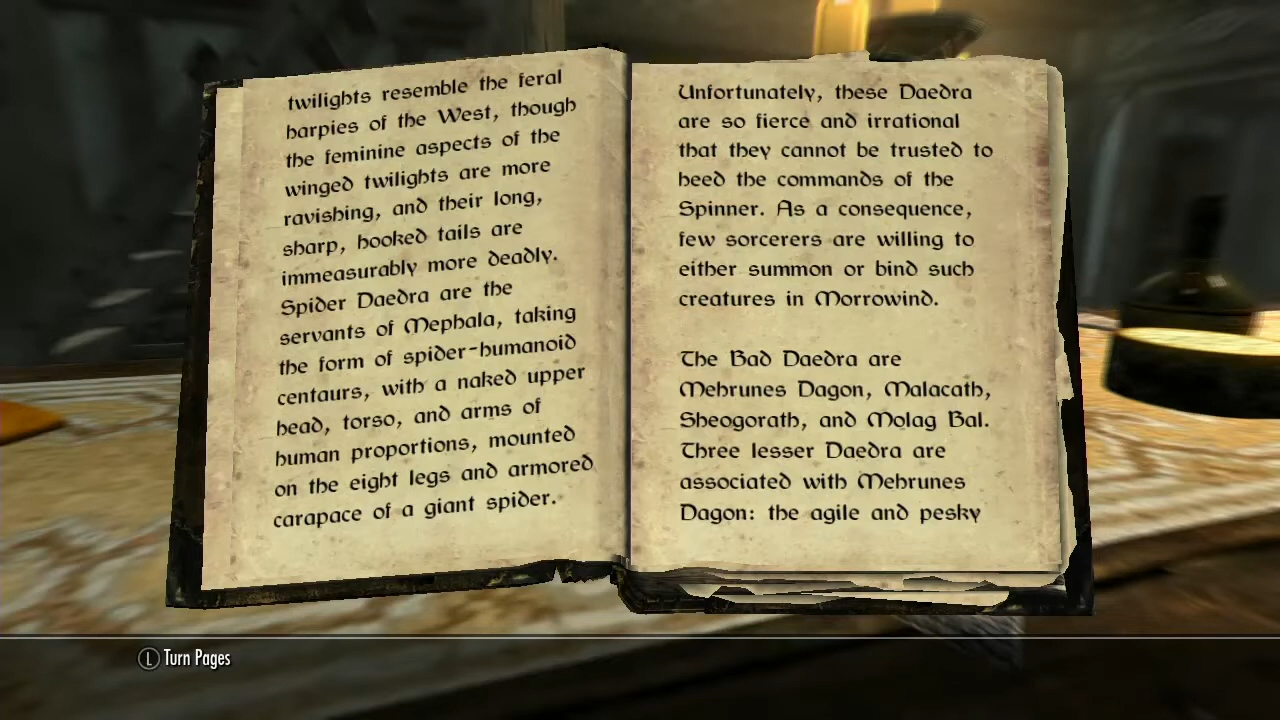 twilights resemble the feral
harpies of the West, though
the feminine aspects of the
winged twilights are more
ravishing, and their long,
sharp, hooked tails are
immeasurably more deadly.
Spider Daedra are the
servants of Mephala, taking
the form of spider-humanoid
centaurs, with a naked upper
head, torso, and arms of
human proportions, mounted
on the eight legs and armored
carapace of a giant spider.
Unfortunately, these Daedra
are so fierce and irrational
that they cannot be trusted to
heed the commands of the
Spinner. As a consequence,
few sorcerers are willing to
either summon or bind such
creatures in Morrowind.
The Bad Daedra are
Mehrunes Dagon, Malacath,
Sheogorath, and Molag Bal.
Three lesser Daedra are
associated with Mehrunes
Dagon: the agile and pesky
L Turn Pages